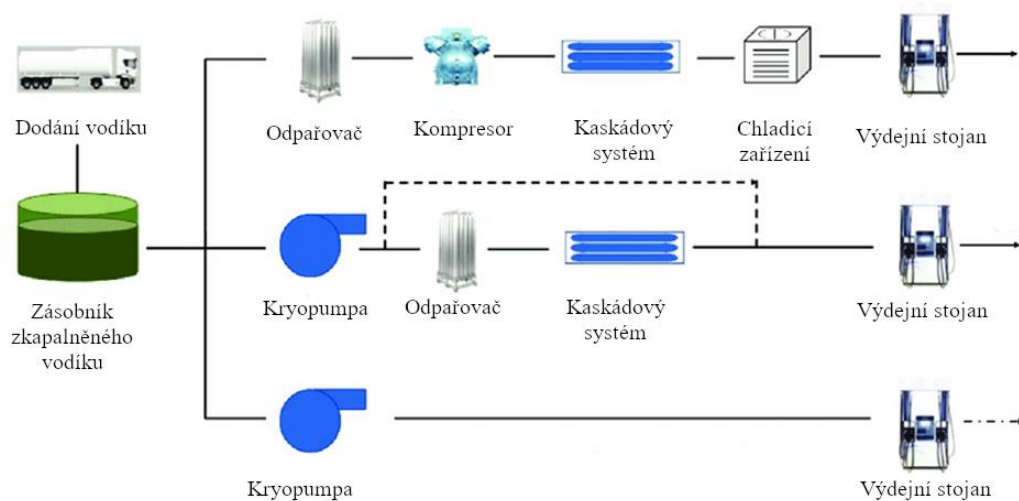 Dodání vodíku
Odpařovač
Kompresor
Kaskádový
systém
Chladicí
zařízení
Výdejní stojan
Zásobník
zkapalněného
vodíku
Kryopumpa
Odpařovač
Kaskádový
systém
Výdejní stojan
Kryopumpa
Výdejní stojan